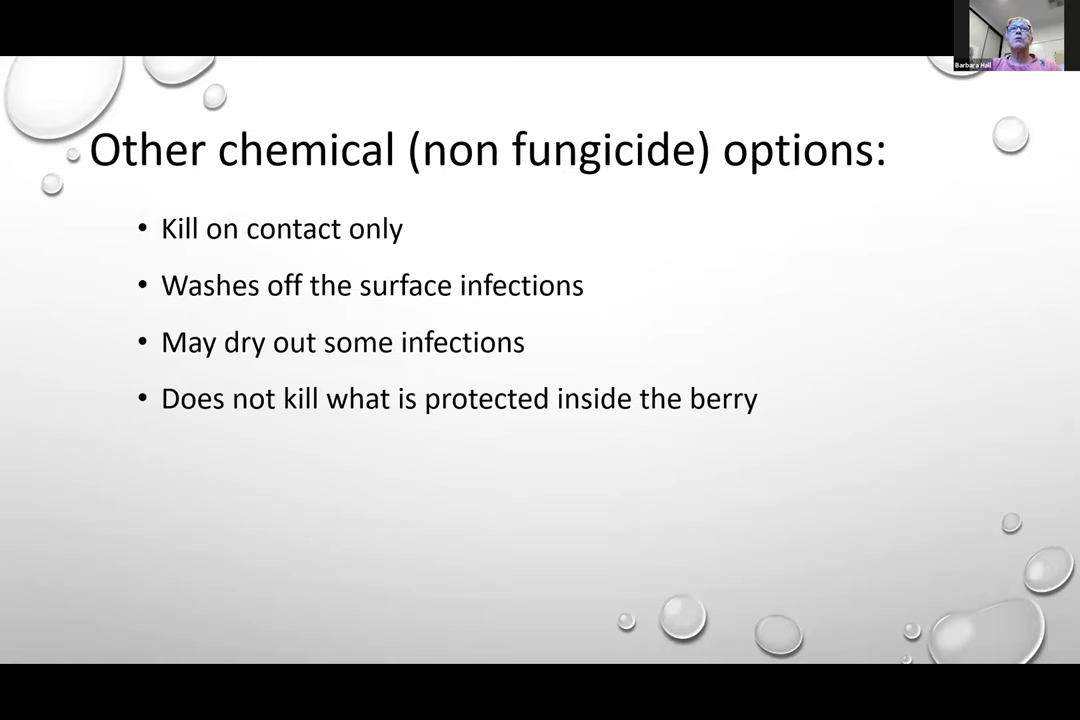 Barbara Hall
Other chemical (non fungicide) options:
• Kill on contact only
• Washes off the surface infections
• May dry out some infections
• Does not kill what is protected inside the berry